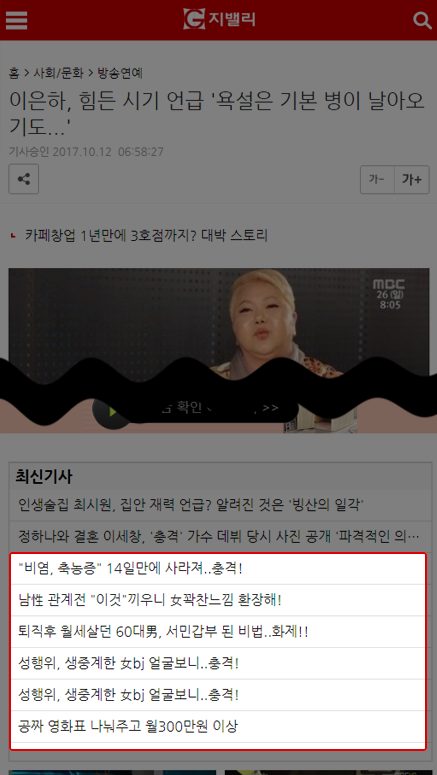 지밸리
홈 > 사회/문화 > 방송연예
이은하, 힘든 시기 언급 '욕설은 기본 병이 날아오
기도...'
기사승인 2017.10.12 06:58:27
가- 가+
카페창업 1년만에 3호점까지? 대박 스토리
MBC
26(일)
8:05
확인 >>
최신기사
인생술집 최시원, 집안 재력 언급? 알려진 것은 '빙산의 일각'
정하나와 결혼 이세창, '충격' 가수 데뷔 당시 사진 공개 '파격적인 의…
"비염, 축농증" 14일만에 사라져..충격!
남性 관계전 "이것"끼우니 女꽉찬느낌 환장해!
퇴직후 월세살던 60대男, 서민갑부 된 비법..화제!!
성행위, 생중계한 女bj 얼굴보니..충격!
성행위, 생중계한 女bj 얼굴보니..충격!
공짜 영화표 나눠주고 월300만원 이상